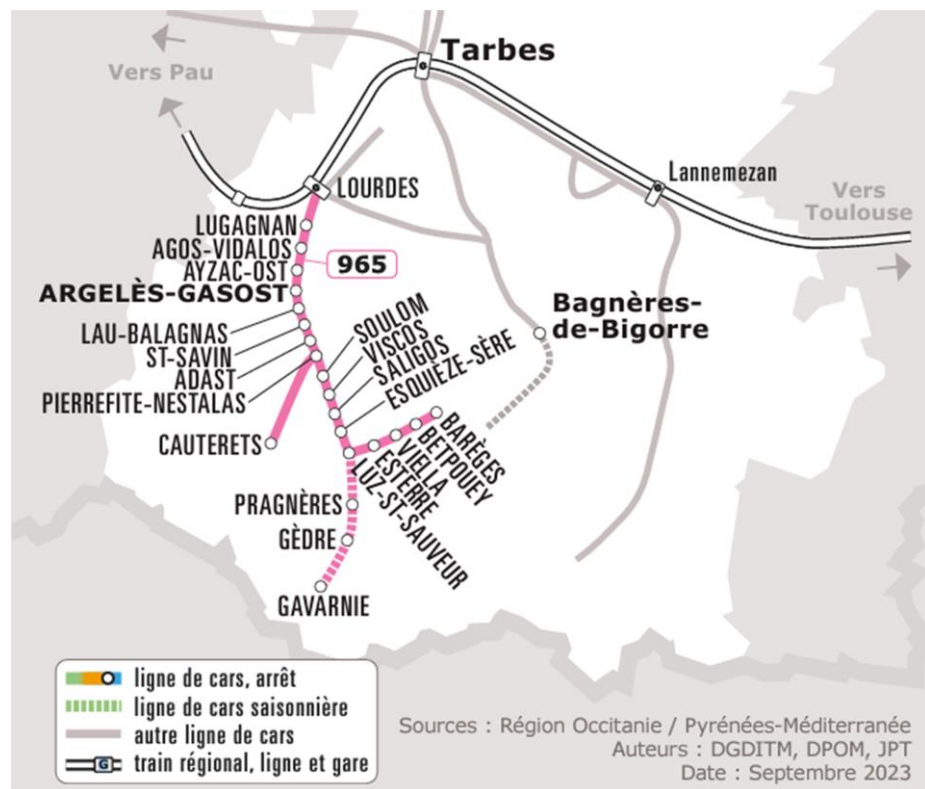 Tarbes
Vers Pau
Lannemezan
LOURDES
Vers
Toulouse
LUGAGNAN
AGOS-VIDALOS
AYZAC-OST
965
ARGELÈS-GASOST
Bagnères-
de-Bigorre
LAU-BALAGNAS
ST-SAVIN
ADAST
PIERREFITE-NESTALAS
SOULOM
VISCOS
SALIGOS
ESQUIÈZE-SÈRE
CAUTERETS
BARÈGES
BETPOUEY
VIELLA
ESTERRE
LUZ-ST-SAUVEUR
PRAGNÈRES
GÈDRE
GAVARNIE
ligne de cars, arrêt
ligne de cars saisonnière
autre ligne de cars
G
train régional, ligne et gare
Sources : Région Occitanie / Pyrénées-Méditerranée
Auteurs : DGDITM, DPOM, JPT
Date : Septembre 2023